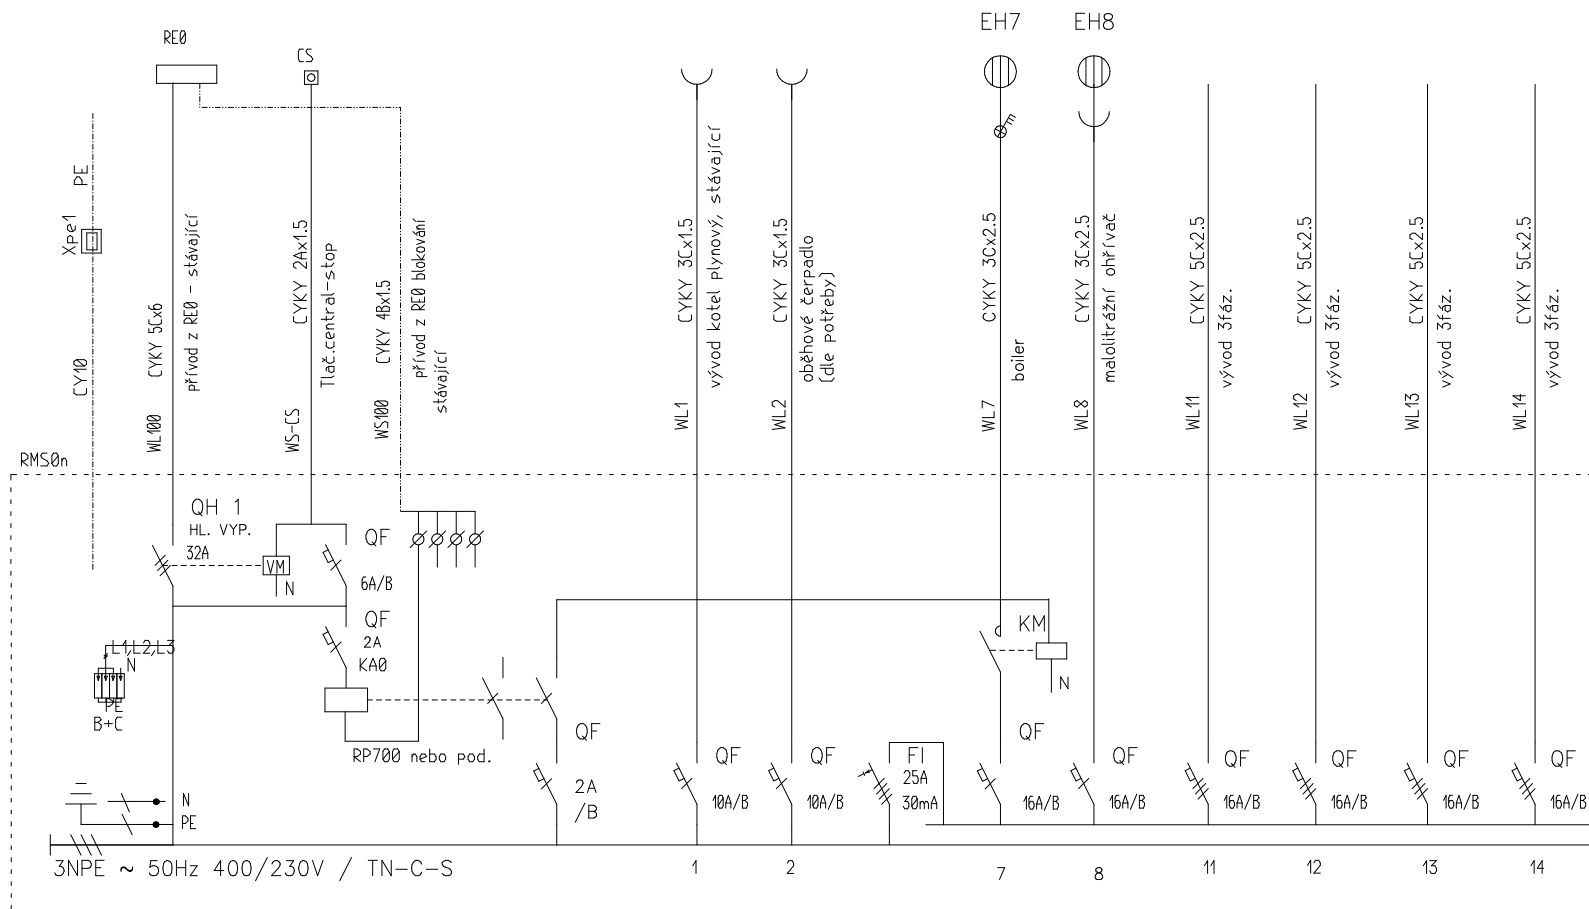 EH7
EH8
RE0
CS
PE
Xpe1
CY10
CYKY 5Cx6
přívod z RE0 - stávající
WL100
CYKY 2Ax1.5
Tlač.central-stop
WS-CS
CYKY 4Bx1.5
přívod z RE0 blokování
stávající
WS100
CYKY 3Cx1.5
vývod kotel plynový, stávající
WL1
CYKY 3Cx1.5
oběhové čerpadlo
(dle potřeby)
WL2
CYKY 3Cx2.5
boiler
WL7
CYKY 3Cx2.5
malolitrážní ohřívač
WL8
CYKY 5Cx2.5
vývod 3fáz.
WL11
CYKY 5Cx2.5
vývod 3fáz.
WL12
CYKY 5Cx2.5
vývod 3fáz.
WL13
CYKY 5Cx2.5
vývod 3fáz.
WL14
RMS0n
QH 1
HL. VYP.
32A
VM
N
QF
6A/B
QF
2A
KA0
L1,L2,L3
N
PE
B+C
RP700 nebo pod.
KM
N
QF
2A
/B
QF
10A/B
QF
10A/B
FI
25A
30mA
QF
16A/B
QF
16A/B
QF
16A/B
QF
16A/B
QF
16A/B
QF
16A/B
N
PE
3NPE ~ 50Hz 400/230V / TN-C-S
1
2
7
8
11
12
13
14